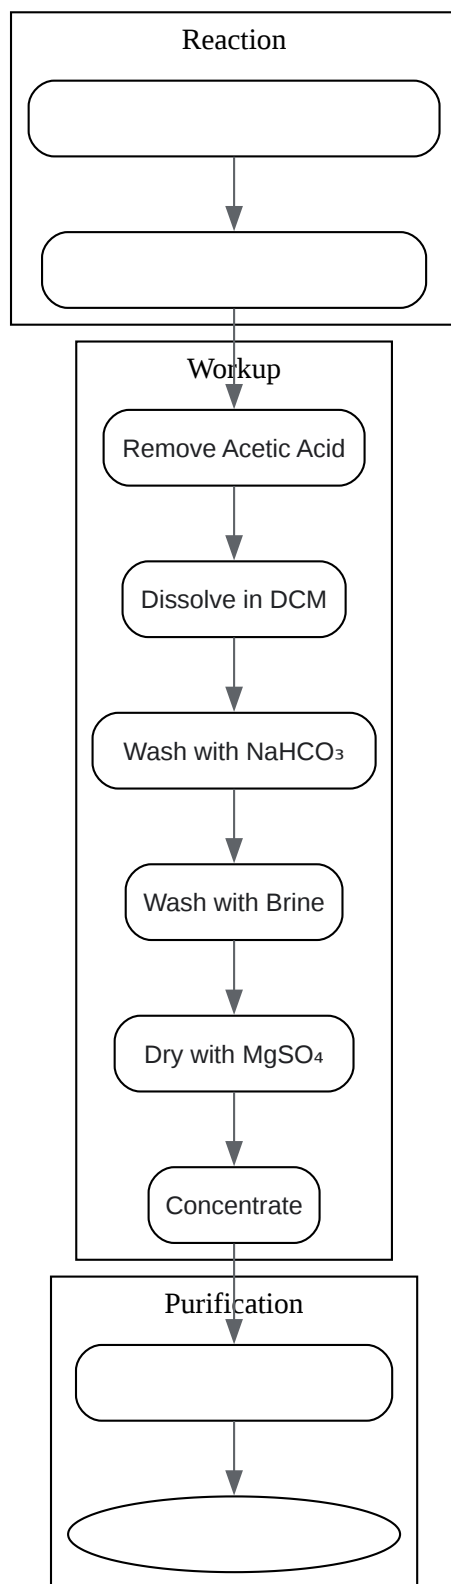 Reaction
Workup
Remove Acetic Acid
Dissolve in DCM
Wash with NaHCO₃
Wash with Brine
Dry with MgSO₄
Concentrate
Purification